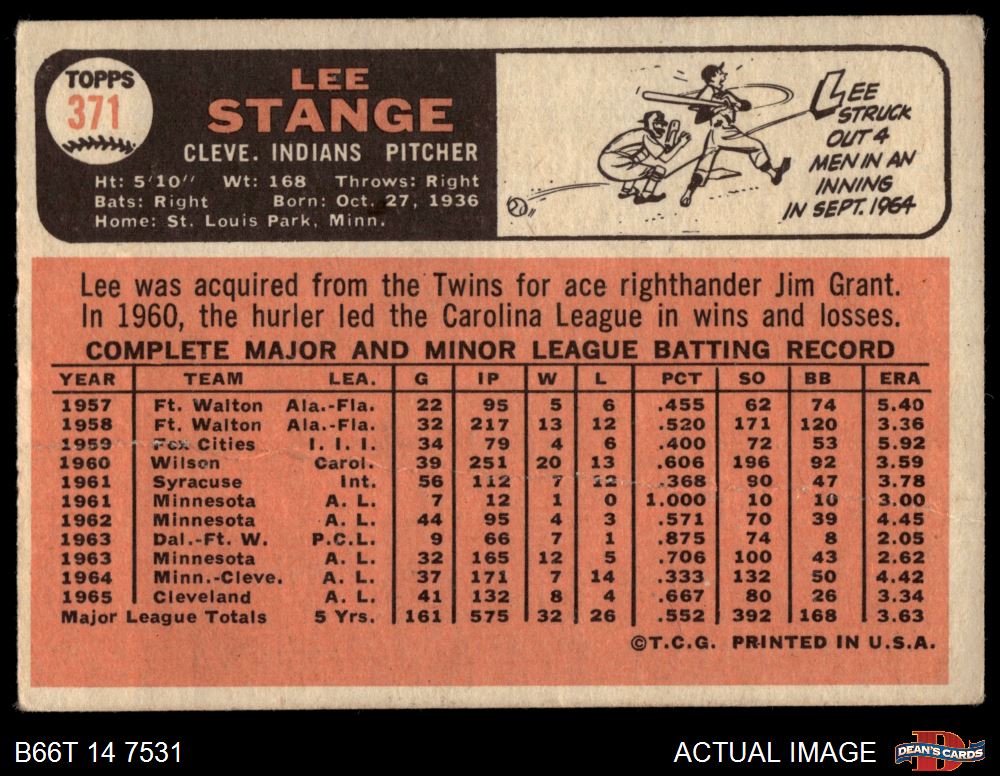 TOPPS
371
LEE
STANGE
CLEVE. INDIANS PITCHER
Ht: 5'10" Wt: 168 Throws: Right
Bats: Right Born: Oct. 27, 1936
Home: St. Louis Park, Minn.
LEE
STRUCK
OUT 4
MEN IN AN
INNING
IN SEPT. 1964
Lee was acquired from the Twins for ace righthander Jim Grant.
In 1960, the hurler led the Carolina League in wins and losses.
COMPLETE MAJOR AND MINOR LEAGUE BATTING RECORD
YEAR TEAM LEA. G IP W L PCT SO BB ERA
1957 Ft. Walton Ala.-Fla. 22 95 5 6 .455 62 74 5.40
1958 Ft. Walton Ala.-Fla. 32 217 13 12 .520 171 120 3.36
1959 Fox Cities I. I. I. 34 79 4 6 .400 72 53 5.92
1960 Wilson Carol. 39 251 20 13 .606 196 92 3.59
1961 Syracuse Int. 56 112 7 12 .368 90 47 3.78
1961 Minnesota A. L. 7 12 1 0 1.000 10 10 3.00
1962 Minnesota A. L. 44 95 4 3 .571 70 39 4.45
1963 Dal.-Ft. W. P.C.L. 9 66 7 1 .875 74 8 2.05
1963 Minnesota A. L. 32 165 12 5 .706 100 43 2.62
1964 Minn.-Cleve. A. L. 37 171 7 14 .333 132 50 4.42
1965 Cleveland A. L. 41 132 8 4 .667 80 26 3.34
Major League Totals 5 Yrs. 161 575 32 26 .552 392 168 3.63
©T.C.G. PRINTED IN U.S.A.
B66T 14 7531
ACTUAL IMAGE
DEAN'S CARDS